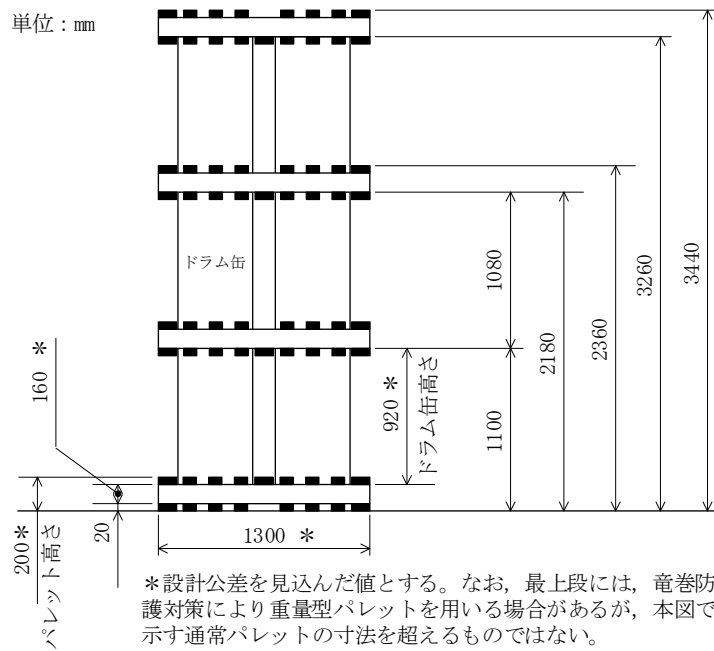 単位：㎜
ドラム缶
1080
1100
2180
2360
3260
3440
920 ＊
ドラム缶高さ
160 ＊
20
200＊
パレット高さ
1300 ＊
＊設計公差を見込んだ値とする。なお，最上段には，竜巻防
護対策により重量型パレットを用いる場合があるが，本図で
示す通常パレットの寸法を超えるものではない。